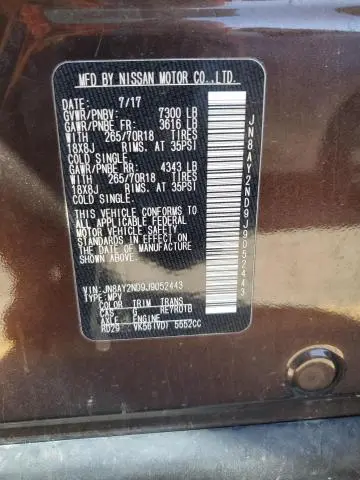 MFD BY NISSAN MOTOR CO.,LTD.
DATE: 7/17
GVWR/PNBV: 7300 LB
GAWR/PNBE FR: 3616 LB
WITH 265/70R18 TIRES
18X8J RIMS. AT 35PSI
COLD SINGLE.
GAWR/PNBE RR: 4343 LB
WITH 265/70R18 TIRES
18X8J RIMS. AT 35PSI
COLD SINGLE.
THIS VEHICLE CONFORMS TO
ALL APPLICABLE FEDERAL
MOTOR VEHICLE SAFETY
STANDARDS IN EFFECT ON
THE DATE OF MANUFACTURE
SHOWN ABOVE.
VIN:JN8AY2ND9J9052443
TYPE:MPV
COLOR TRIM TRANS
CAS G RE7R01B
AXLE ENGINE
RD29 VK56(VD) 5552CC
JN8AY2ND9J9052443